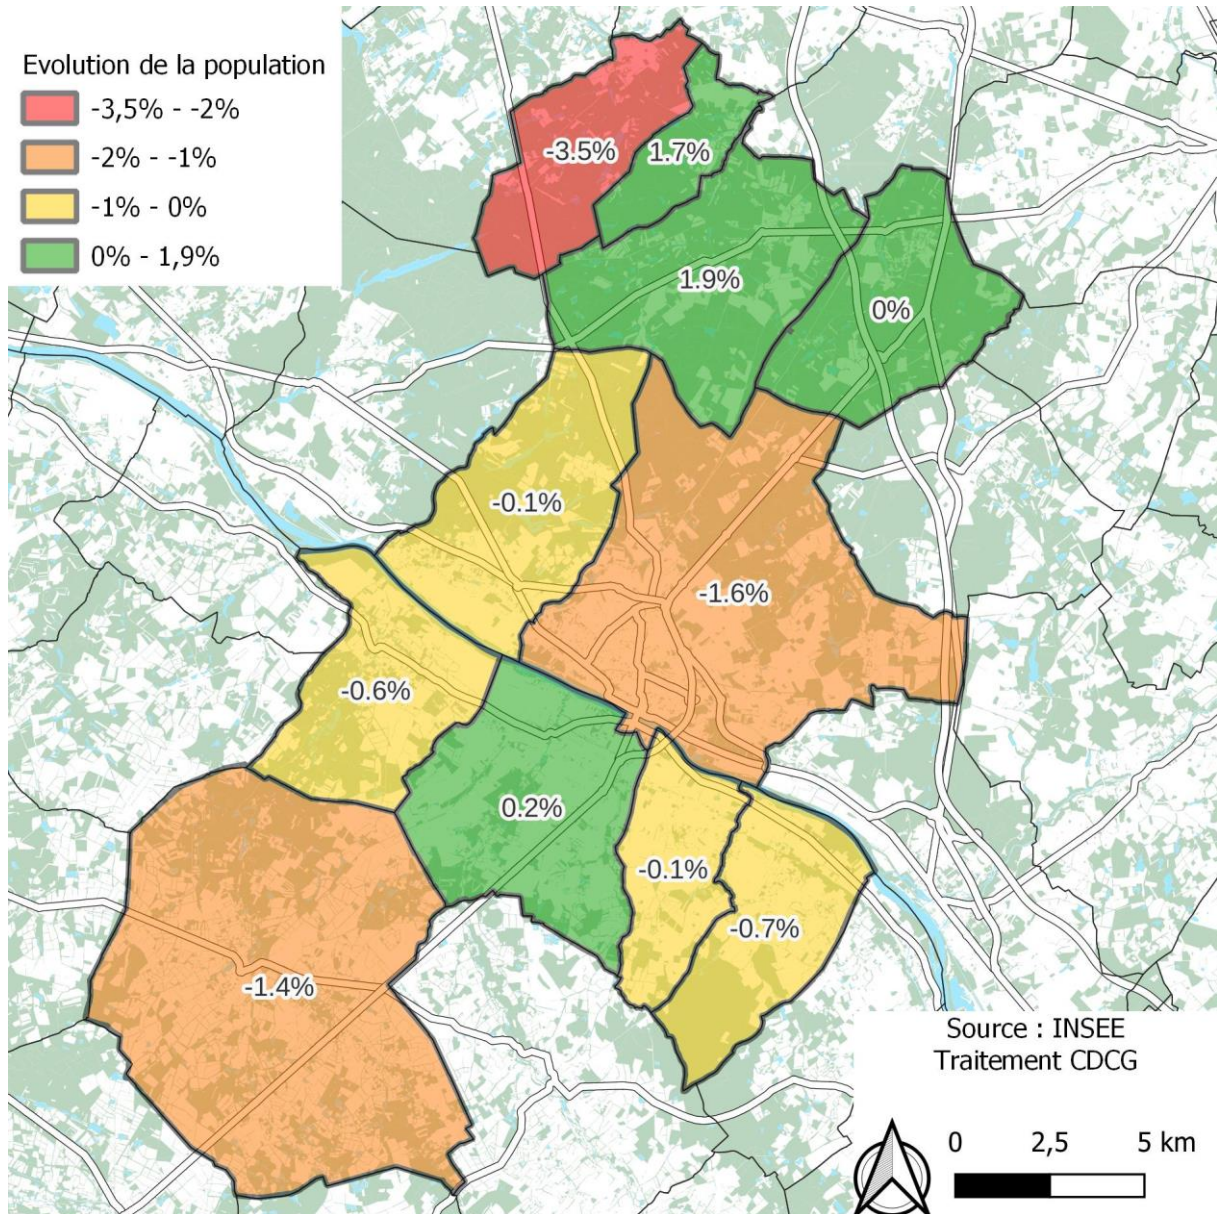 Evolution de la population
-3,5% - -2%
-2% - -1%
-1% - 0%
0% - 1,9%
-3.5%
1.7%
1.9%
0%
-0.1%
-1.6%
-0.6%
0.2%
-0.1%
-0.7%
-1.4%
Source : INSEE
Traitement CDCG
0 2,5 5 km